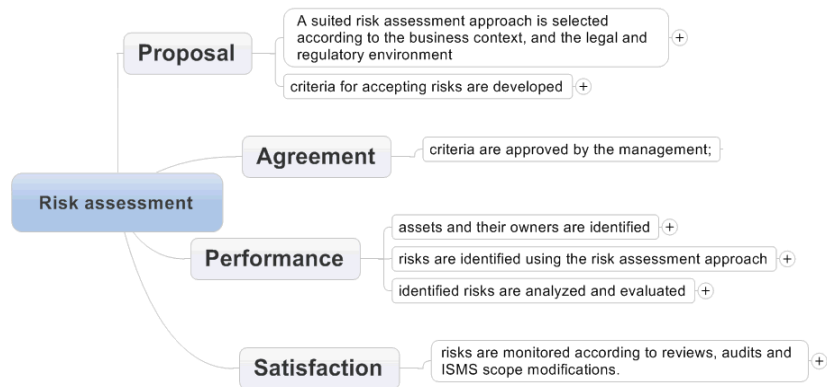 Proposal
A suited risk assessment approach is selected
according to the business context, and the legal and
regulatory environment
criteria for accepting risks are developed
Agreement
criteria are approved by the management;
Risk assessment
Performance
assets and their owners are identified
risks are identified using the risk assessment approach
identified risks are analyzed and evaluated
Satisfaction
risks are monitored according to reviews, audits and
ISMS scope modifications.